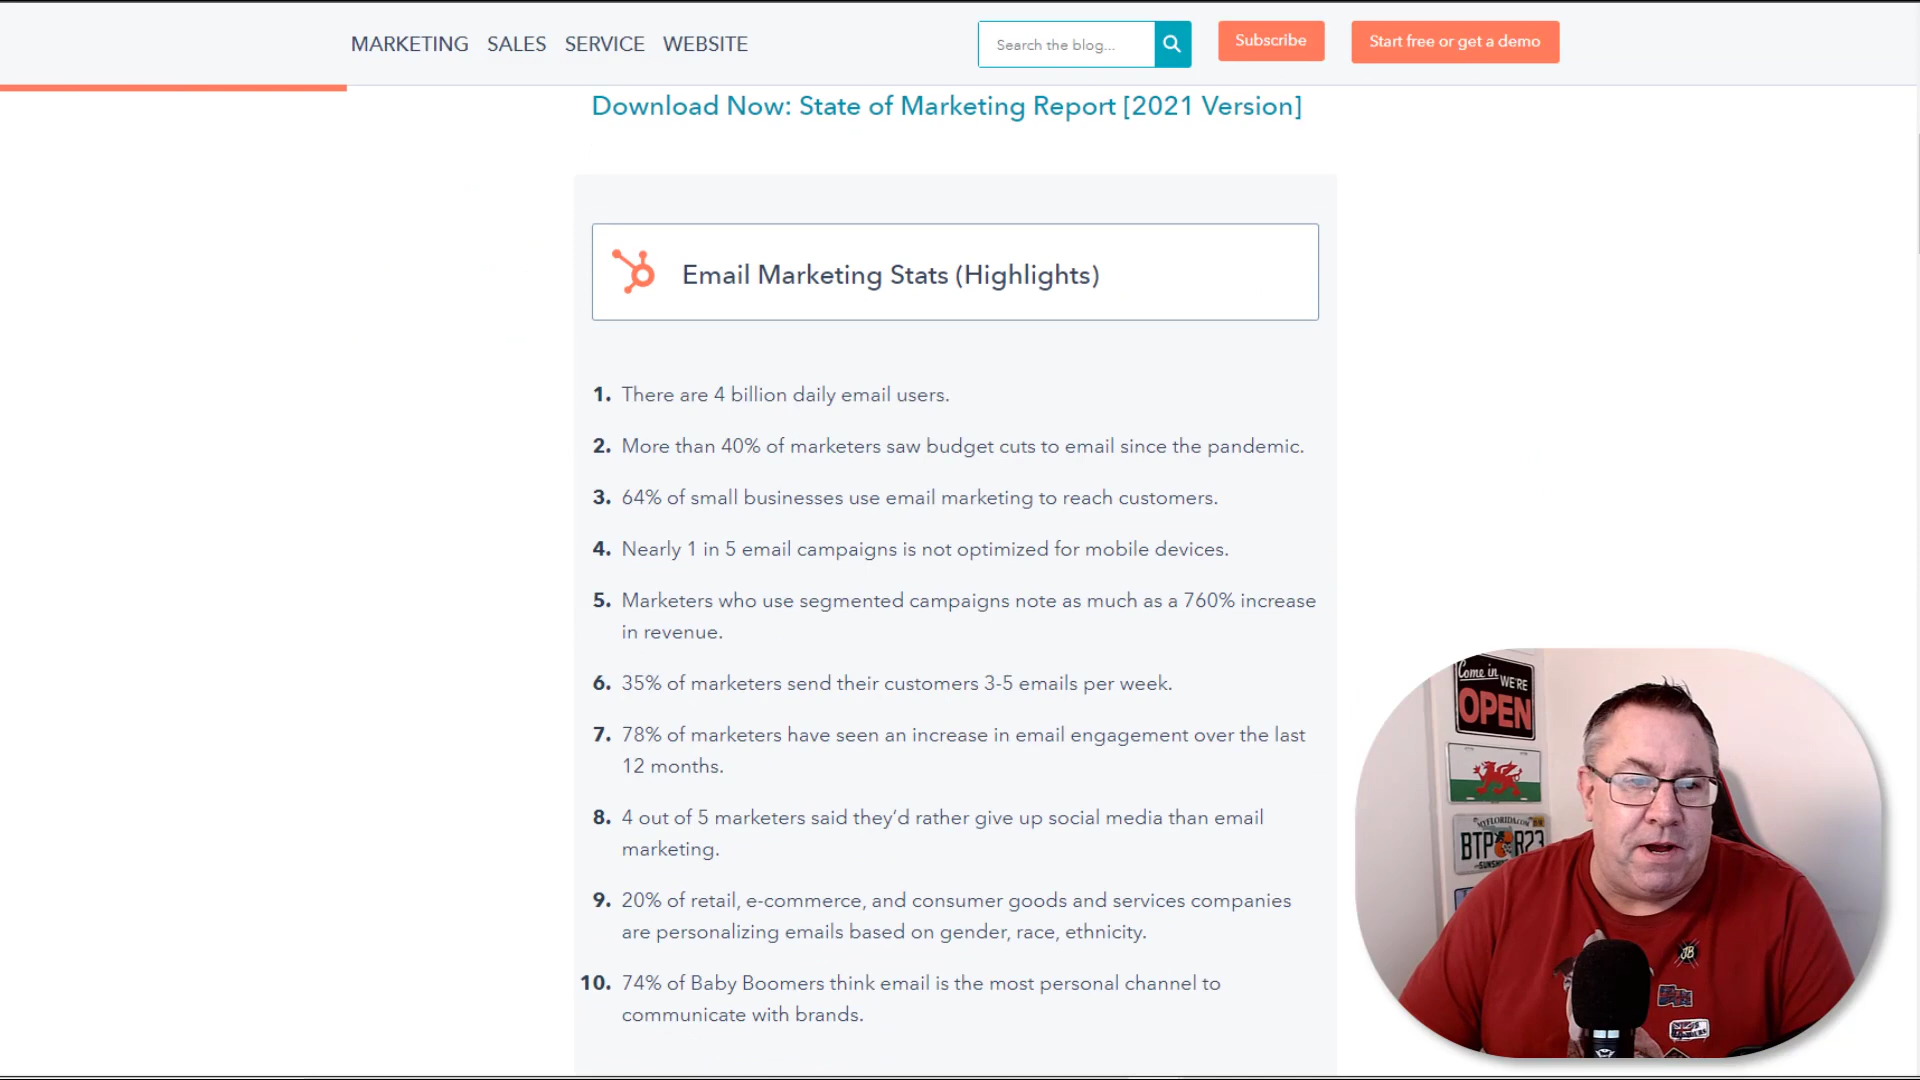 MARKETING SALES SERVICE WEBSITE
Search the blog...
Subscribe
Start free or get a demo
Download Now: State of Marketing Report [2021 Version]
Email Marketing Stats (Highlights)
1. There are 4 billion daily email users.
2. More than 40% of marketers saw budget cuts to email since the pandemic.
3. 64% of small businesses use email marketing to reach customers.
4. Nearly 1 in 5 email campaigns is not optimized for mobile devices.
5. Marketers who use segmented campaigns note as much as a 760% increase
in revenue.
6. 35% of marketers send their customers 3-5 emails per week.
7. 78% of marketers have seen an increase in email engagement over the last
12 months.
8. 4 out of 5 marketers said they’d rather give up social media than email
marketing.
9. 20% of retail, e-commerce, and consumer goods and services companies
are personalizing emails based on gender, race, ethnicity.
10. 74% of Baby Boomers think email is the most personal channel to
communicate with brands.
Come in
WE'RE
OPEN
MYFLORIDA.COM
BTP R23
JB